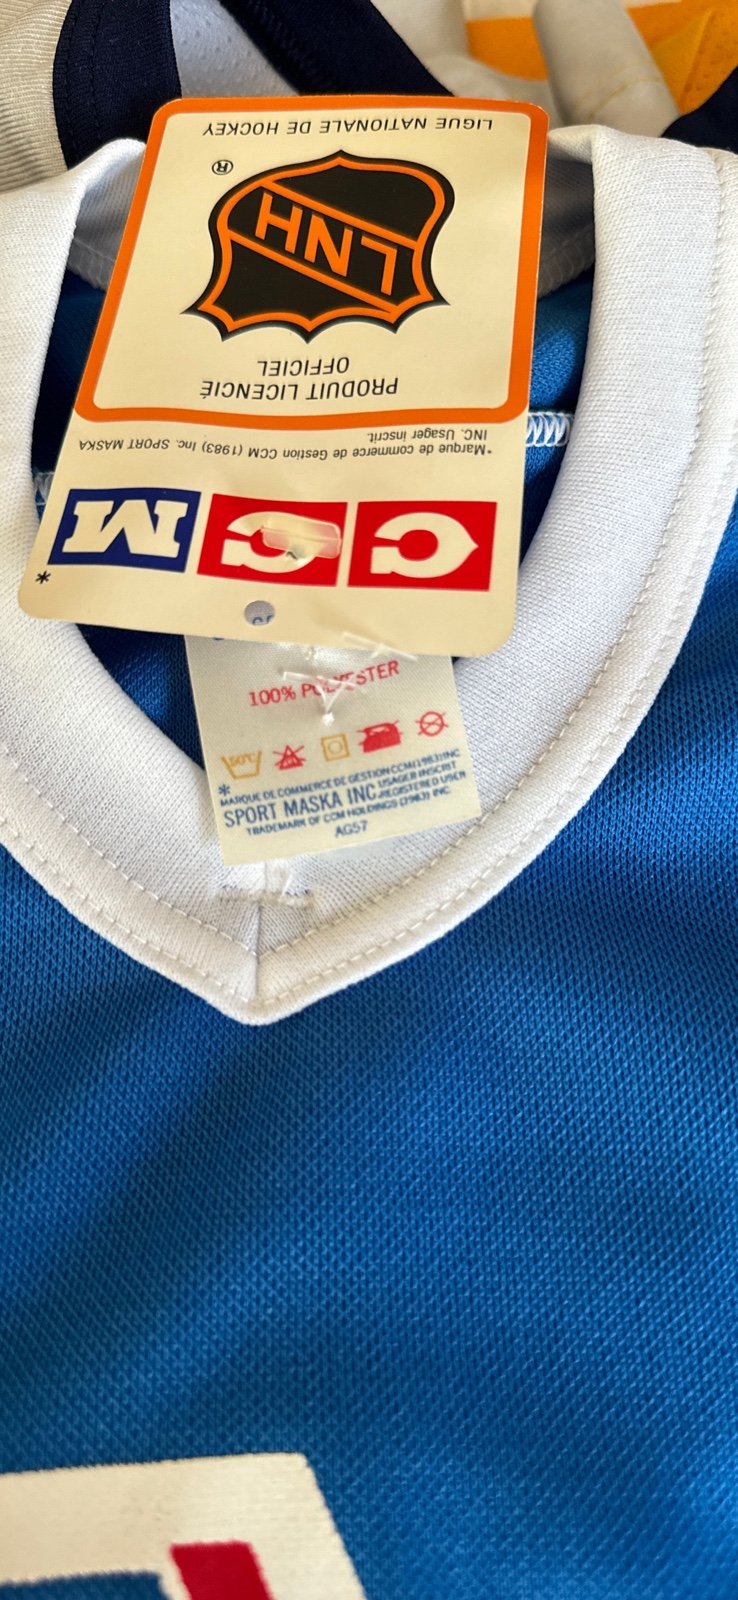 LIGUE NATIONALE DE HOCKEY
®
LNH
PRODUIT LICENCIÉ
OFFICIEL
*Marque de commerce de Gestion CCM (1983) Inc. SPORT MASKA
INC. Usager inscrit.
CCM
*
100% POLYESTER
50°C
*
MARQUE DE COMMERCE DE GESTION CCM (1983) INC
SPORT MASKA INC USAGER INSCRIT REGISTERED USER
TRADEMARK OF CCM HOLDINGS (1983) INC.
AG57